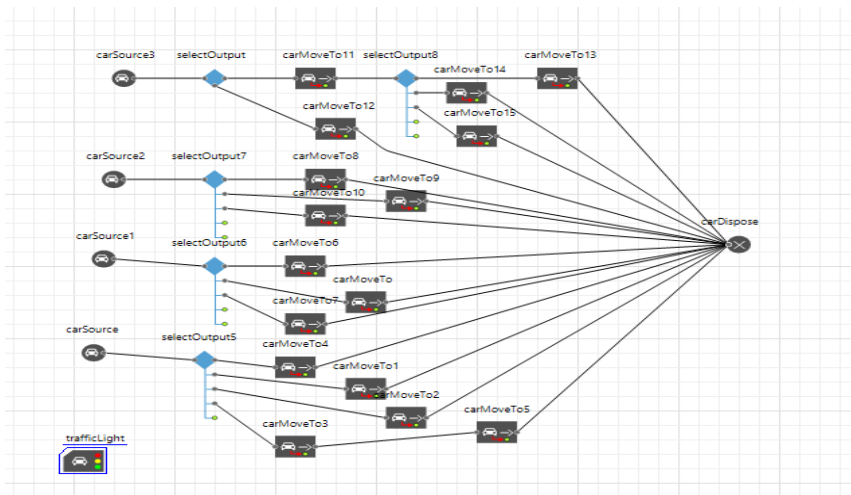 carSource3
selectOutput
carMoveTo11
selectOutput8
carMoveTo13
carMoveTo14
carMoveTo12
carMoveTo15
carSource2
selectOutput7
carMoveTo8
carMoveTo9
carMoveTo10
carDispose
carSource1
selectOutput6
carMoveTo6
carMoveTo
carMoveTo7
carSource
selectOutput5
carMoveTo4
carMoveTo1
carMoveTo2
carMoveTo5
carMoveTo3
trafficLight